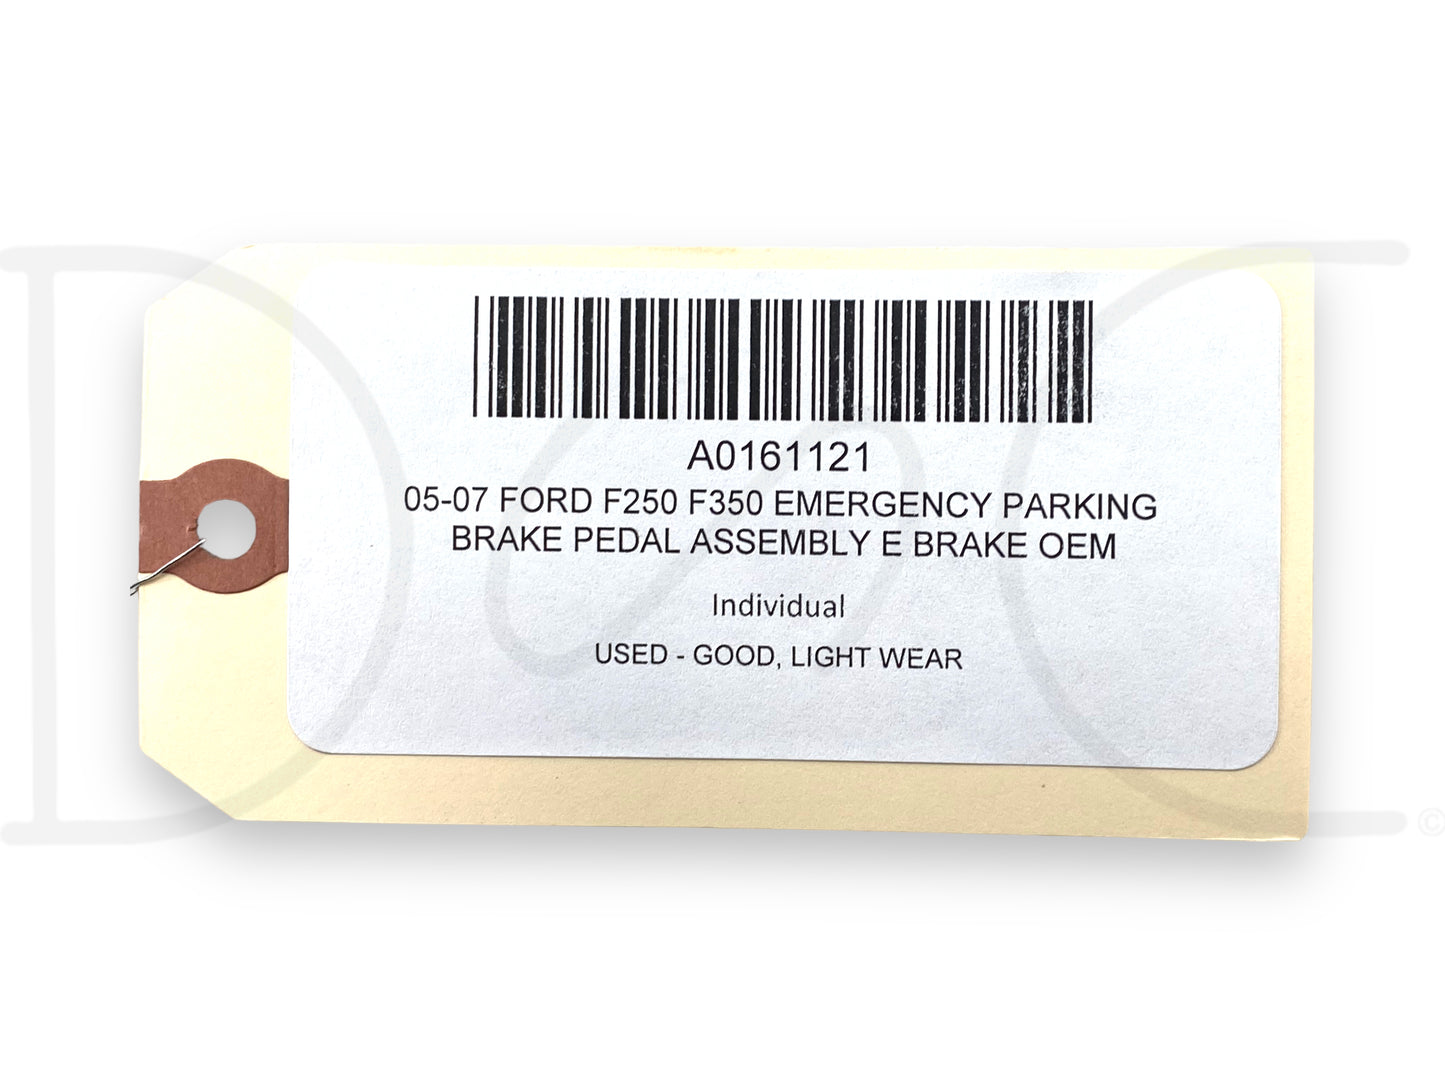 A0161121
05-07 FORD F250 F350 EMERGENCY PARKING
BRAKE PEDAL ASSEMBLY E BRAKE OEM
Individual
USED - GOOD, LIGHT WEAR
©